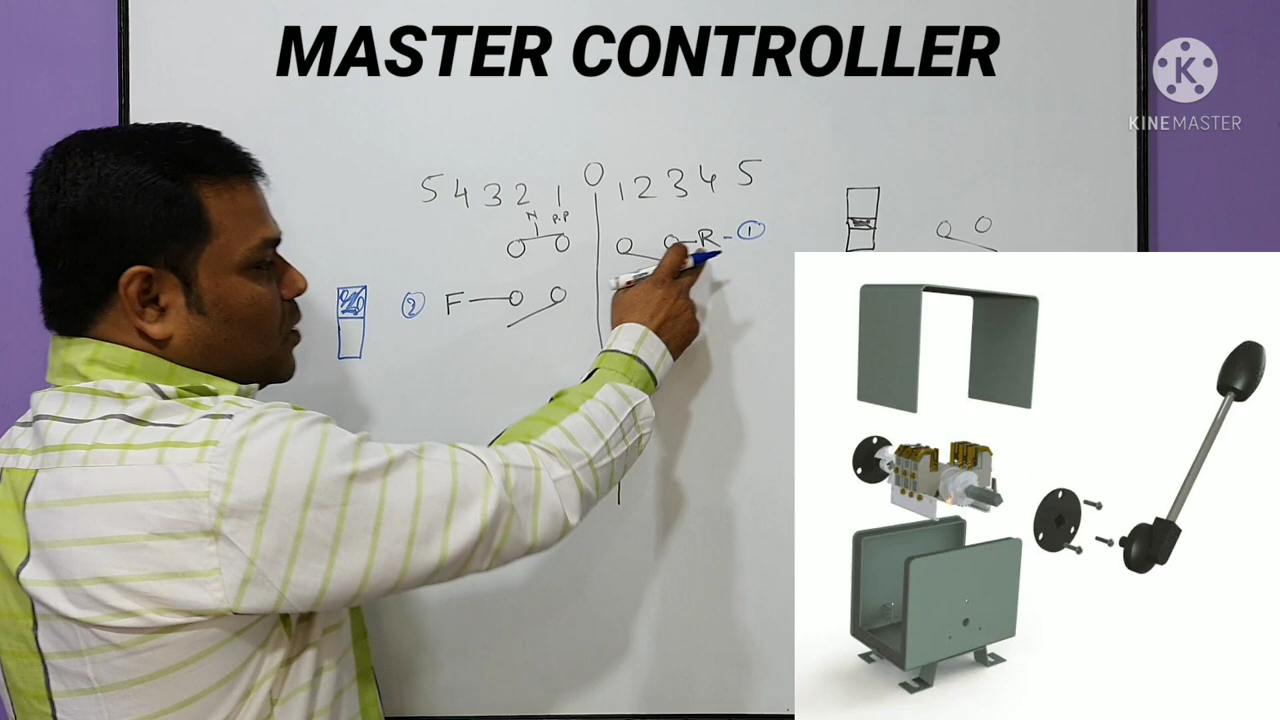 MASTER CONTROLLER
K
KINEMASTER
5 4 3 2 1 0 1 2 3 4 5
N P.P
R - 1
2 F